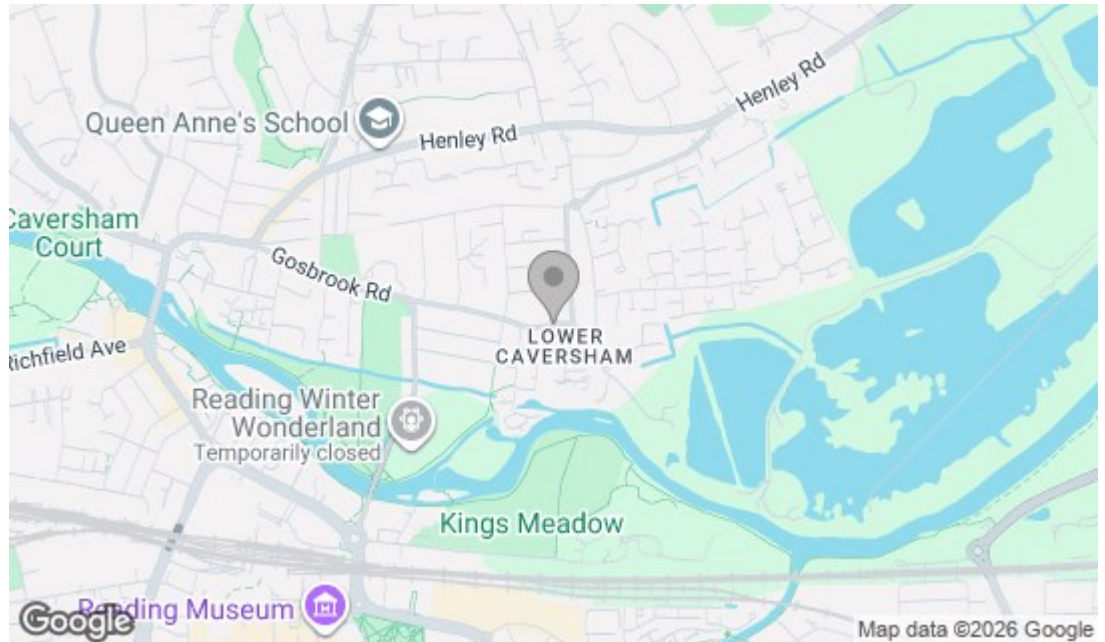 Henley Rd
Queen Anne's School
Henley Rd
Caversham
Court
Gosbrook Rd
LOWER
CAVERSHAM
Richfield Ave
Reading Winter
Wonderland
Temporarily closed
Kings Meadow
Reading Museum
Google
Map data ©2026 Google